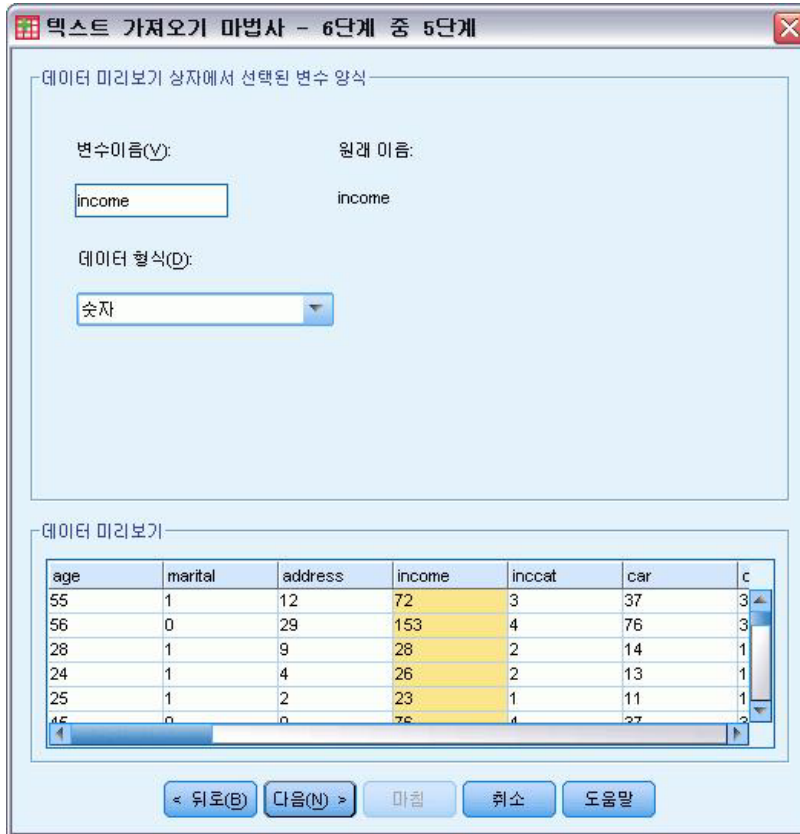 텍스트 가져오기 마법사 - 6단계 중 5단계
데이터 미리보기 상자에서 선택된 변수 양식
변수이름(V): 원래 이름:
income income
데이터 형식(D):
숫자
데이터 미리보기
age marital address income inccat car c
55 1 12 72 3 37 3
56 0 29 153 4 76 3
28 1 9 28 2 14 1
24 1 4 26 2 13 1
25 1 2 23 1 11 1
< 뒤로(B) 다음(N) > 마침 취소 도움말